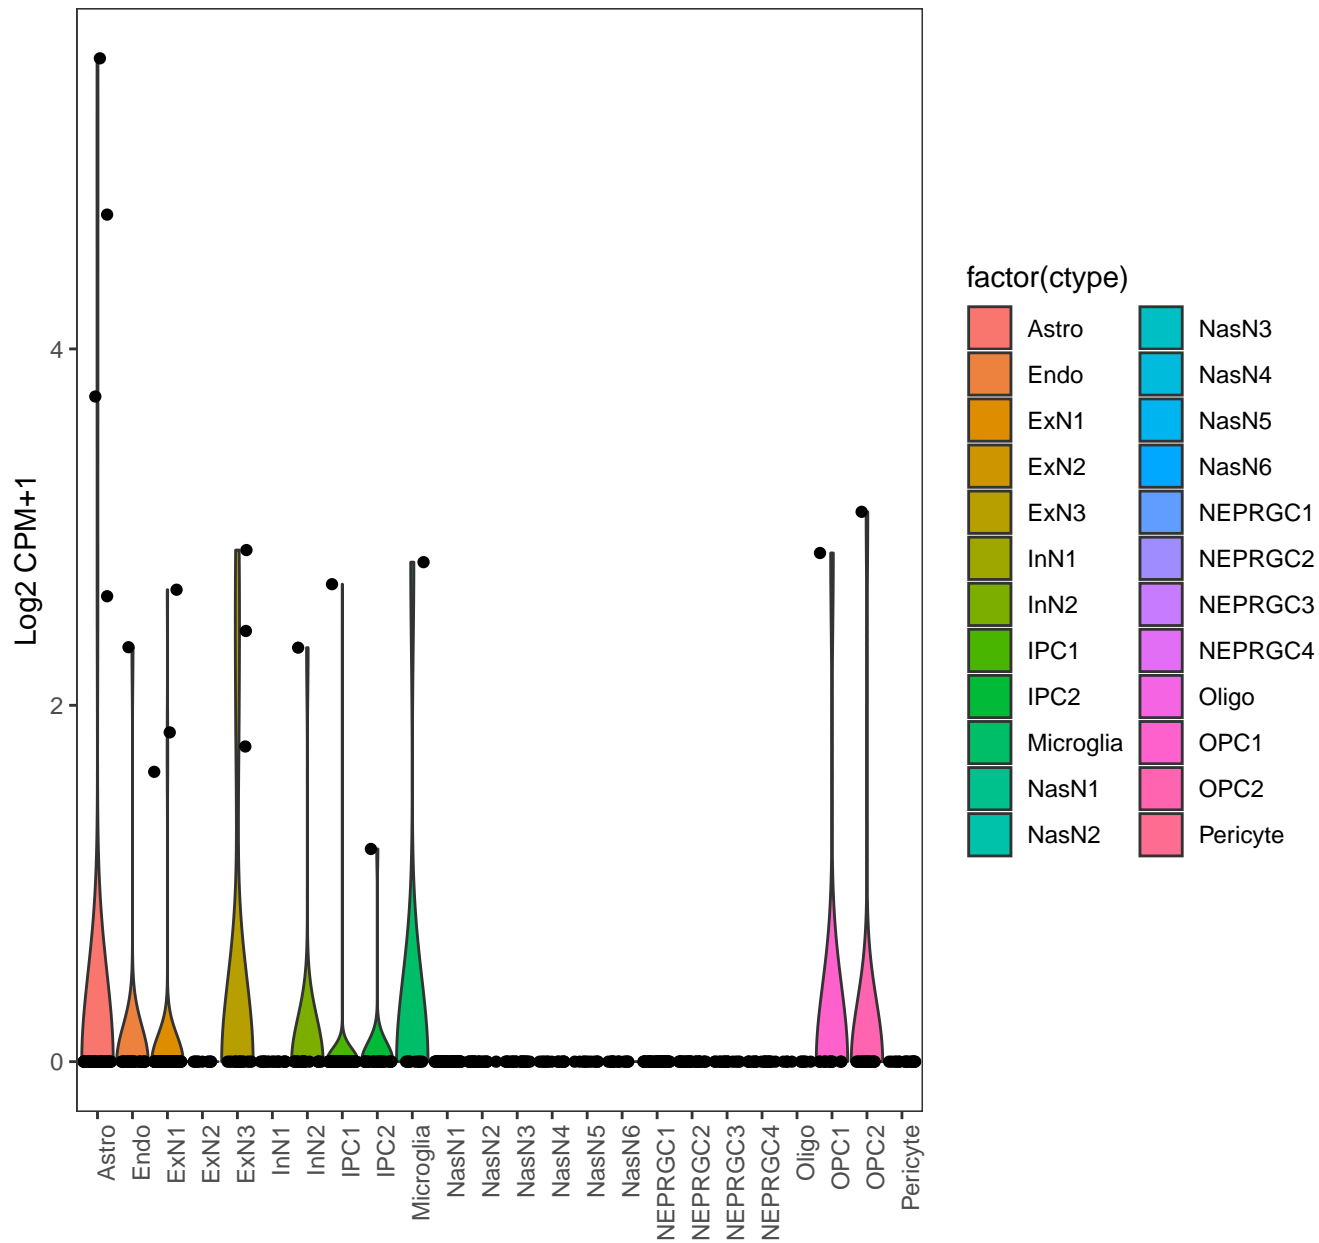 Log2 CPM+1
4
2
0
Astro
Endo
ExN1
ExN2
ExN3
InN1
InN2
IPC1
IPC2
Microglia
NasN1
NasN2
NasN3
NasN4
NasN5
NasN6
NEPRGC1
NEPRGC2
NEPRGC3
NEPRGC4
Oligo
OPC1
OPC2
Pericyte
factor(ctype)
Astro
Endo
ExN1
ExN2
ExN3
InN1
InN2
IPC1
IPC2
Microglia
NasN1
NasN2
NasN3
NasN4
NasN5
NasN6
NEPRGC1
NEPRGC2
NEPRGC3
NEPRGC4
Oligo
OPC1
OPC2
Pericyte